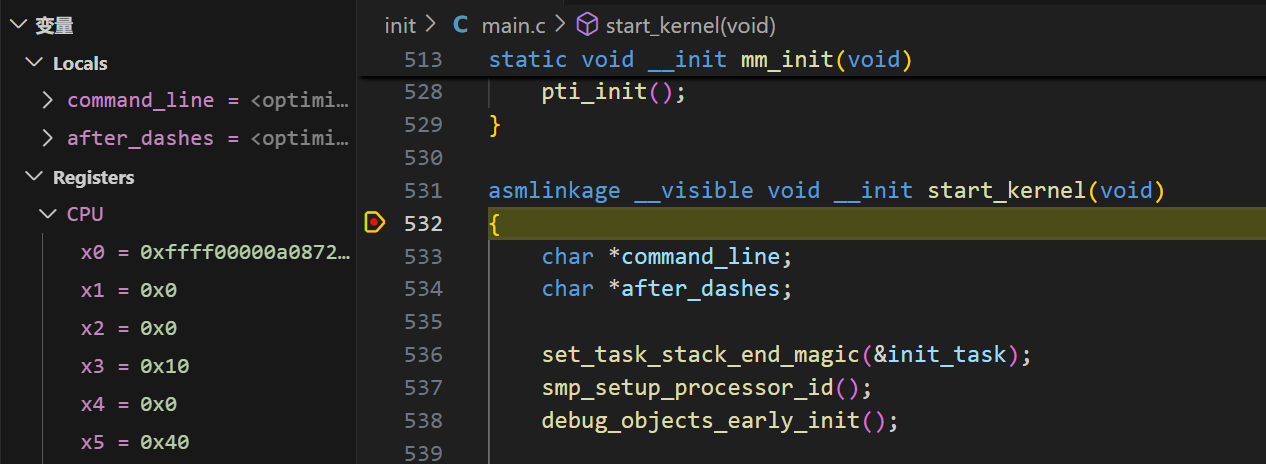 变量
Locals
command_line = <optimi...
after_dashes = <optimi...
Registers
CPU
x0 = 0xffff00000a0872...
x1 = 0x0
x2 = 0x0
x3 = 0x10
x4 = 0x0
x5 = 0x40
init > C main.c > start_kernel(void)
513 static void __init mm_init(void)
528 pti_init();
529 }
530
531 asmlinkage __visible void __init start_kernel(void)
532 {
533 char *command_line;
534 char *after_dashes;
535
536 set_task_stack_end_magic(&init_task);
537 smp_setup_processor_id();
538 debug_objects_early_init();
539